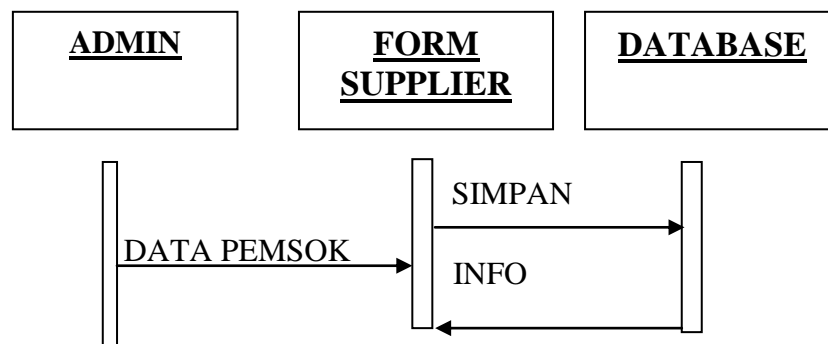 ADMIN
FORM
SUPPLIER
DATABASE
SIMPAN
DATA PEMSOK
INFO